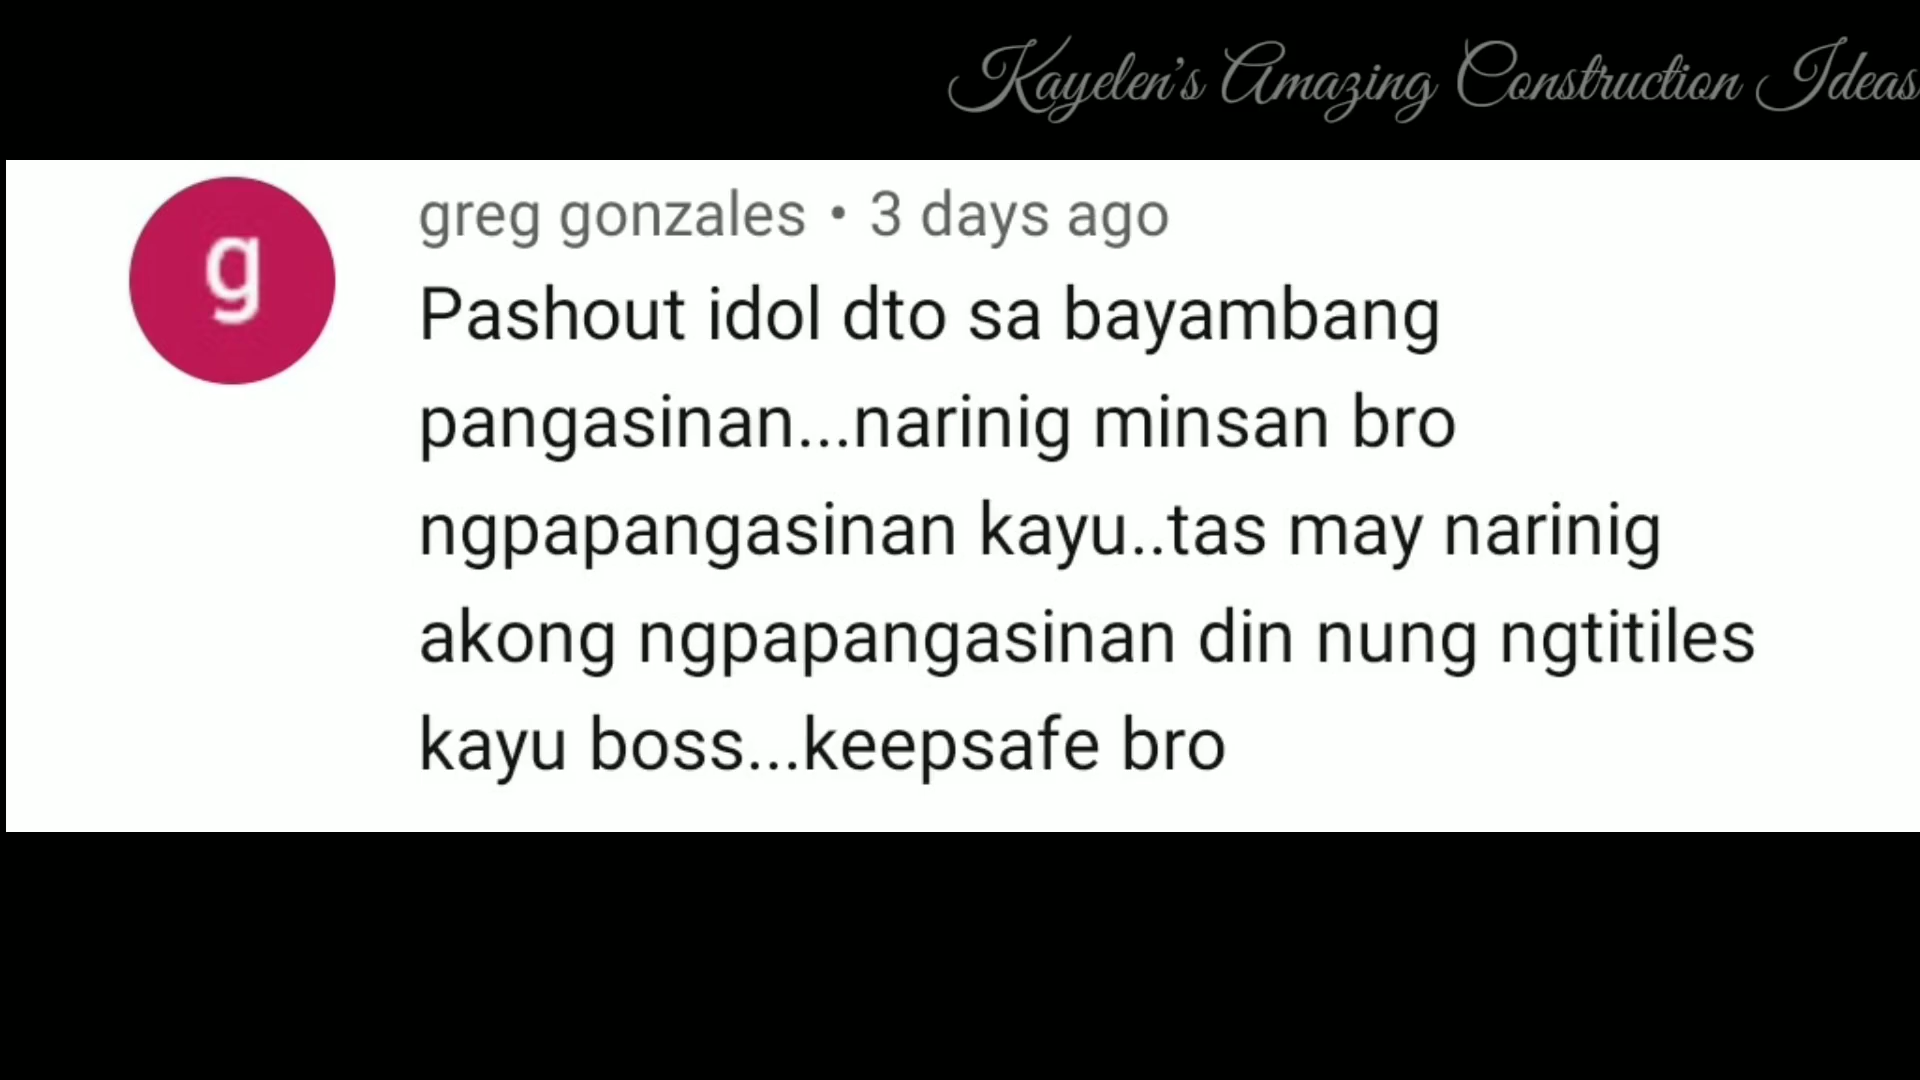 Kayelen's Amazing Construction Ideas
g
greg gonzales • 3 days ago
Pashout idol dto sa bayambang
pangasinan...narinig minsan bro
ngpapangasinan kayu..tas may narinig
akong ngpapangasinan din nung ngtitiles
kayu boss...keepsafe bro